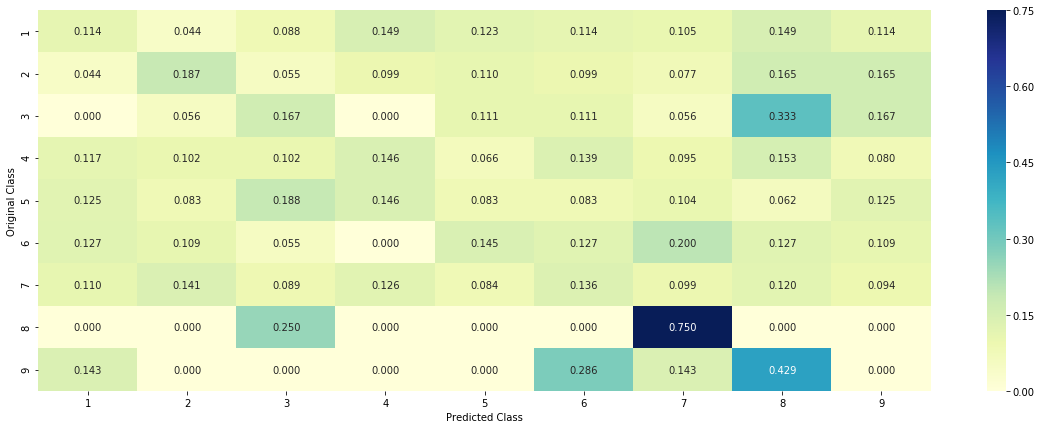 1 0.114 0.044 0.088 0.149 0.123 0.114 0.105 0.149 0.114
2 0.044 0.187 0.055 0.099 0.110 0.099 0.077 0.165 0.165
3 0.000 0.056 0.167 0.000 0.111 0.111 0.056 0.333 0.167
4 0.117 0.102 0.102 0.146 0.066 0.139 0.095 0.153 0.080
5 0.125 0.083 0.188 0.146 0.083 0.083 0.104 0.062 0.125
6 0.127 0.109 0.055 0.000 0.145 0.127 0.200 0.127 0.109
7 0.110 0.141 0.089 0.126 0.084 0.136 0.099 0.120 0.094
8 0.000 0.000 0.250 0.000 0.000 0.000 0.750 0.000 0.000
9 0.143 0.000 0.000 0.000 0.000 0.286 0.143 0.429 0.000
1 2 3 4 5 6 7 8 9
Predicted Class
Original Class
0.75
0.60
0.45
0.30
0.15
0.00